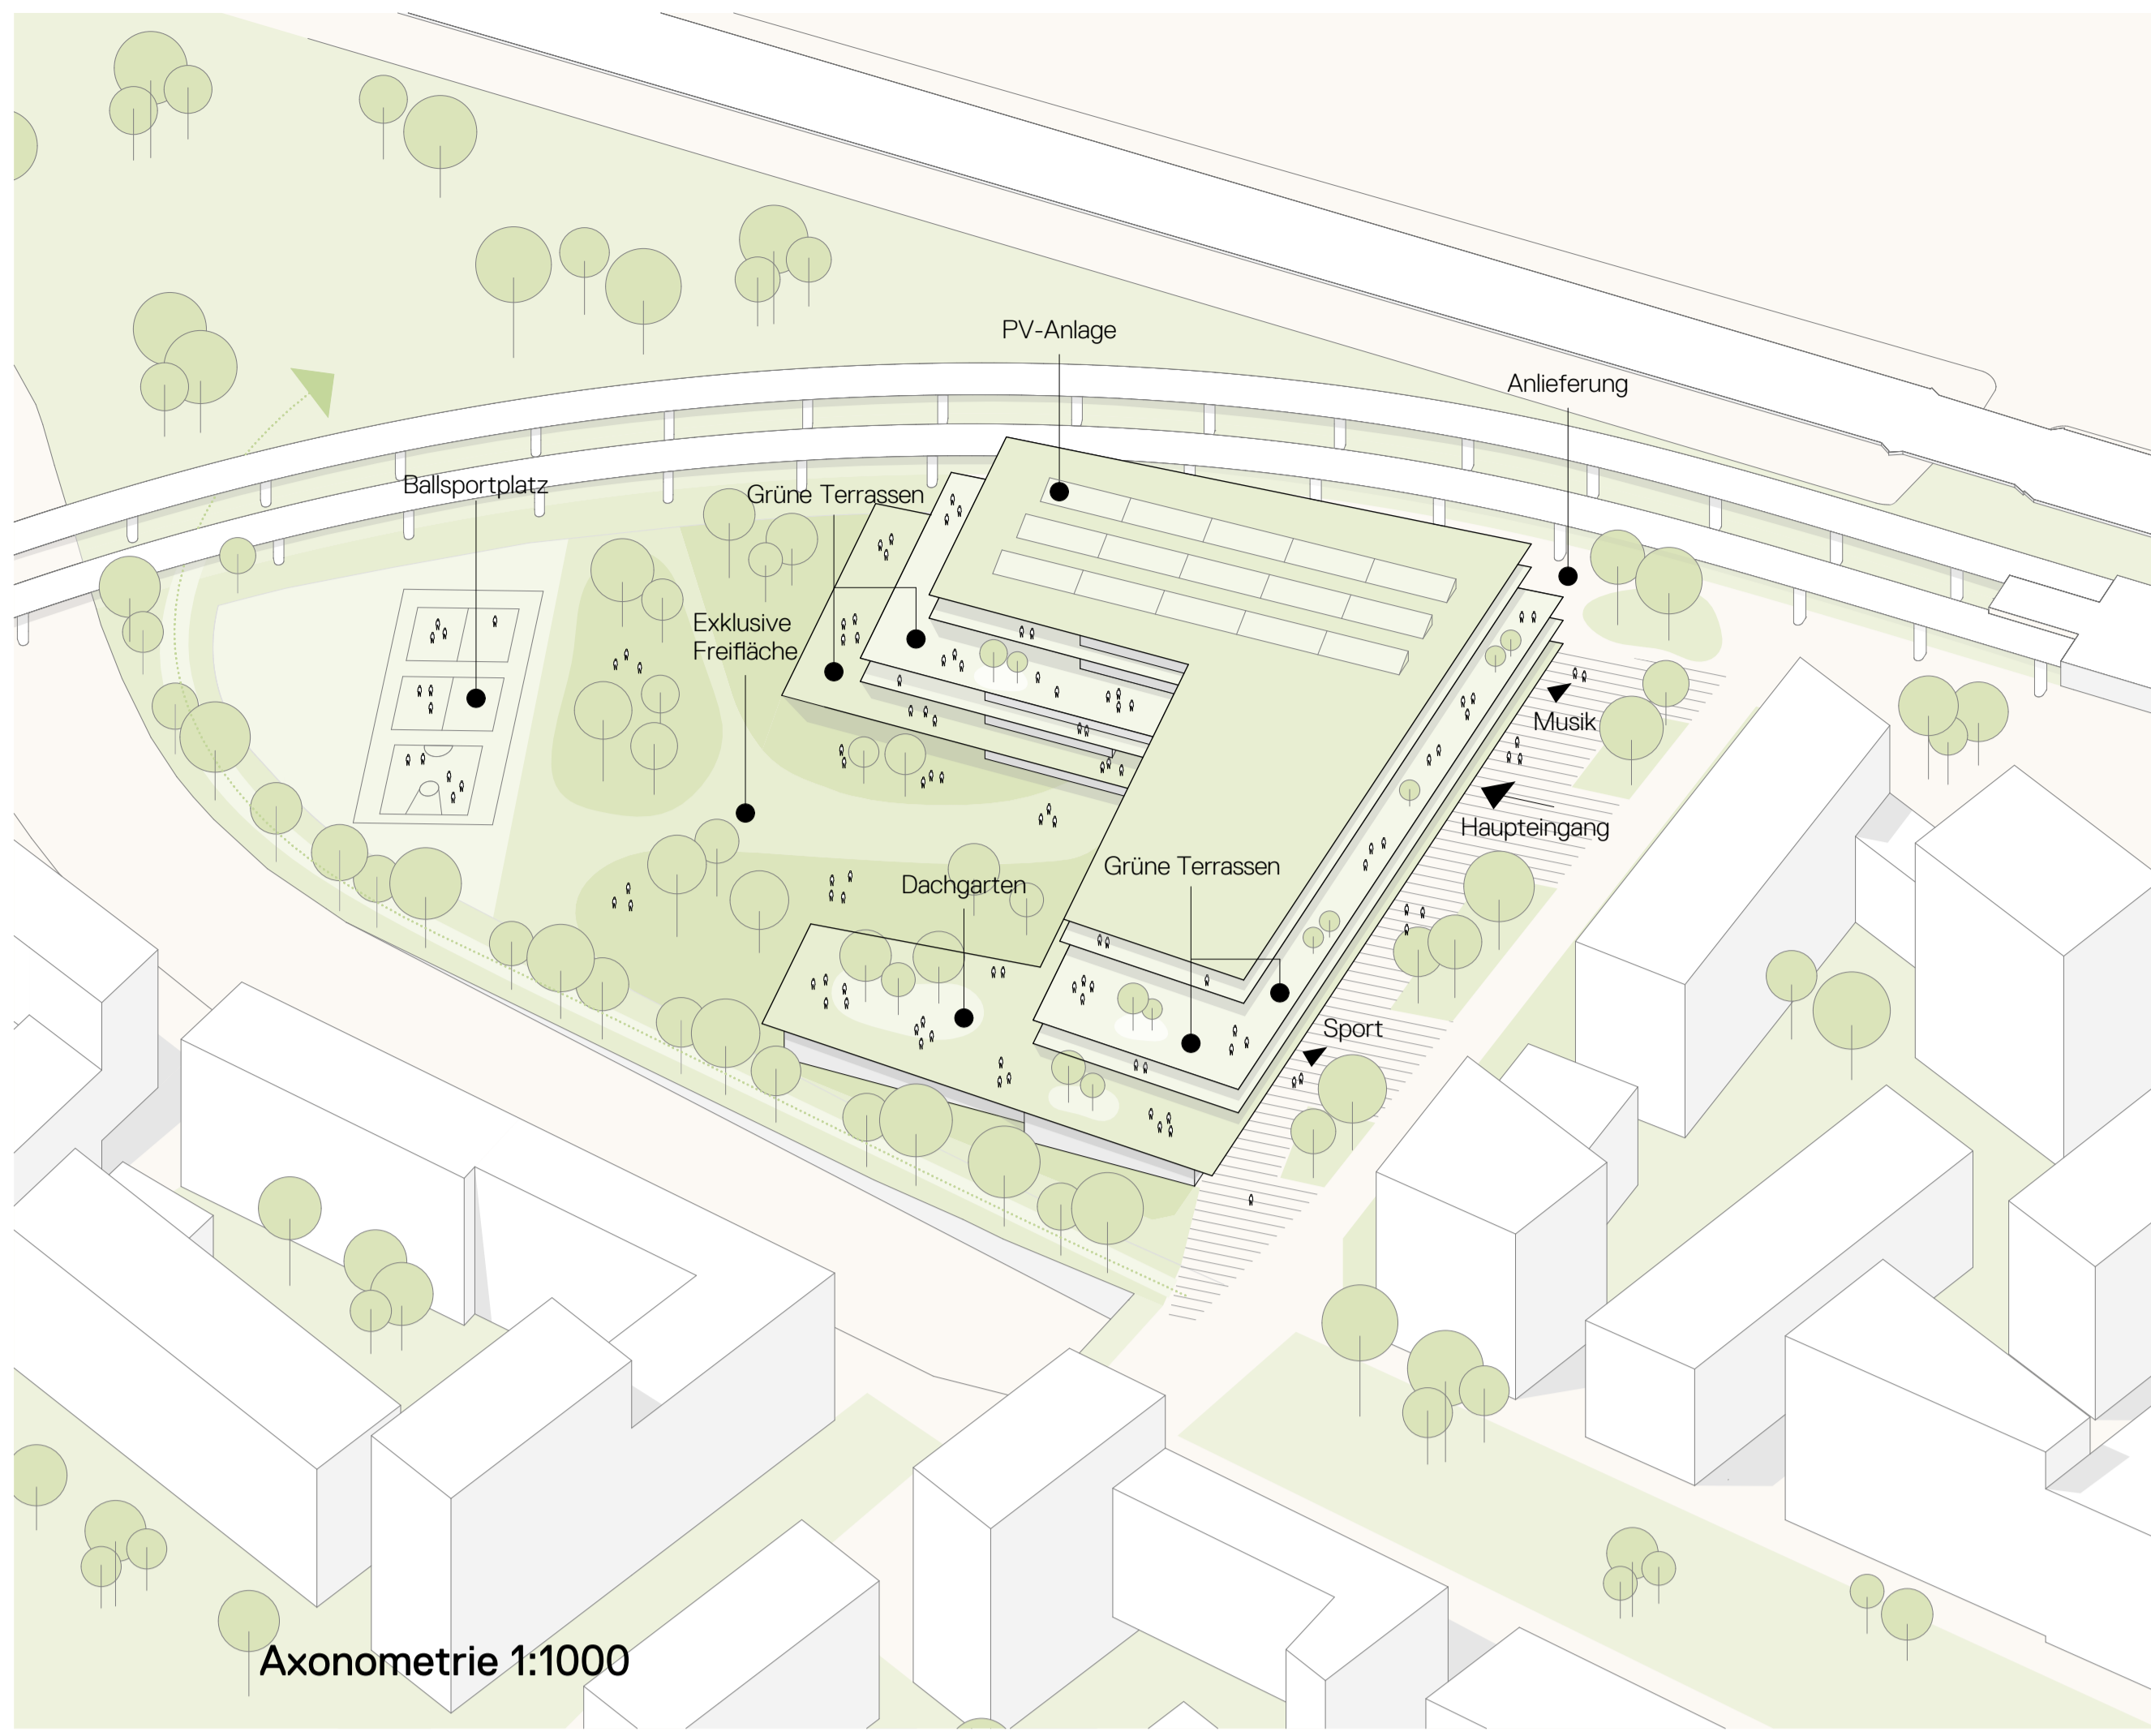 PV-Anlage
Anlieferung
Ballsportplatz
Grüne Terrassen
Exklusive
Freifläche
Musik
Haupteingang
Grüne Terrassen
Dachgarten
Sport
Axonometrie 1:1000